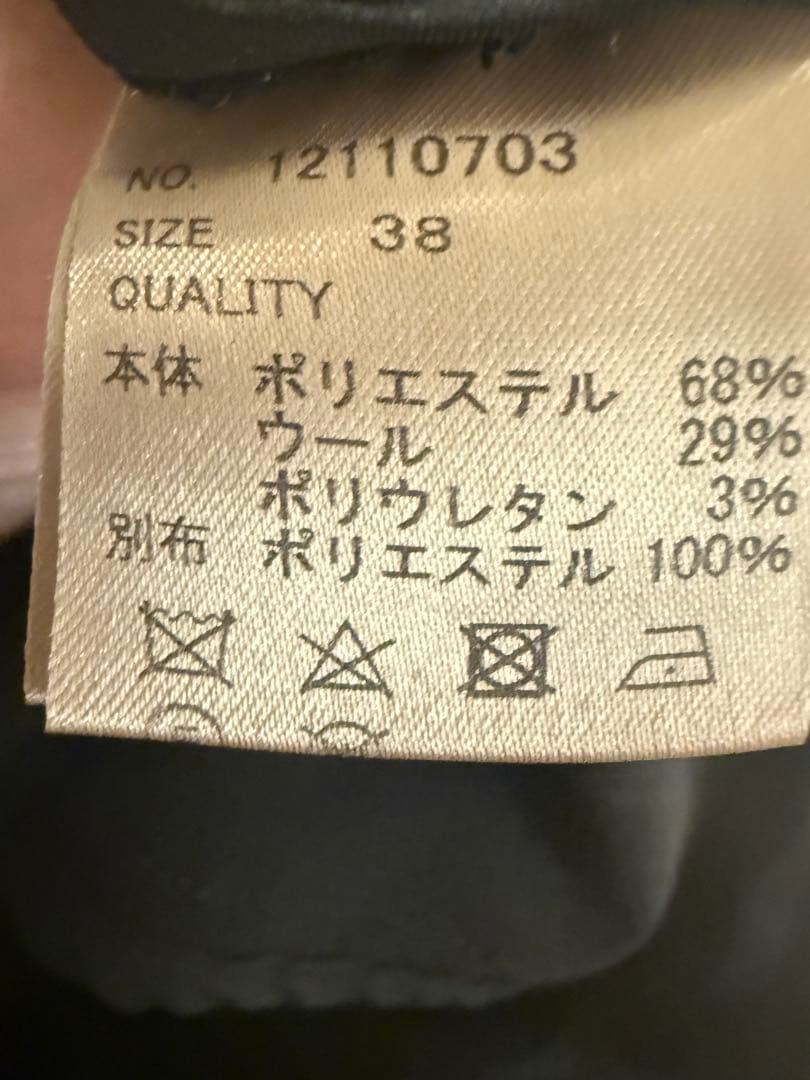 NO. 12110703
SIZE 38
QUALITY
本体 ポリエステル 68%
ウール 29%
ポリウレタン 3%
別布 ポリエステル 100%